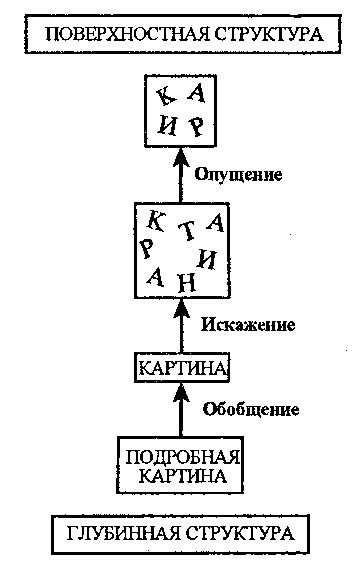 ПОВЕРХНОСТНАЯ СТРУКТУРА
К А
И Р
Опущение
К Т А
Р И
А Н
Искажение
КАРТИНА
Обобщение
ПОДРОБНАЯ
КАРТИНА
ГЛУБИННАЯ СТРУКТУРА